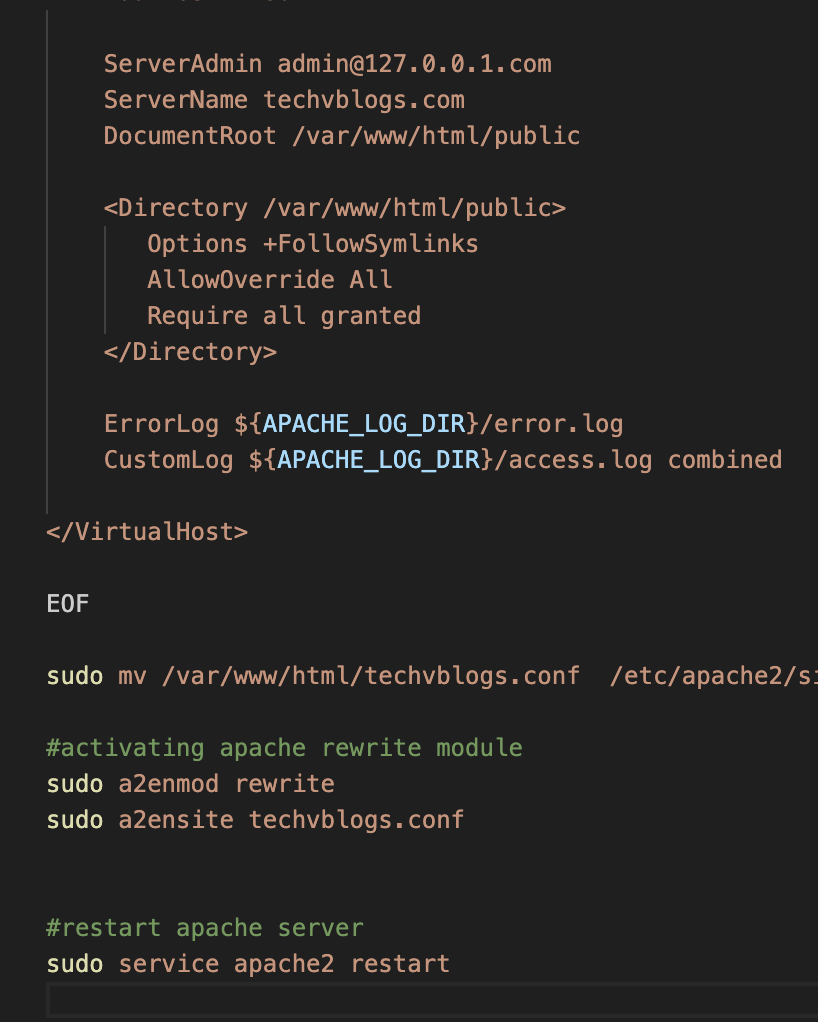 ServerAdmin admin@127.0.0.1.com
ServerName techvblogs.com
DocumentRoot /var/www/html/public
<Directory /var/www/html/public>
Options +FollowSymlinks
AllowOverride All
Require all granted
</Directory>
ErrorLog ${APACHE_LOG_DIR}/error.log
CustomLog ${APACHE_LOG_DIR}/access.log combined
</VirtualHost>
EOF
sudo mv /var/www/html/techvblogs.conf  /etc/apache2/si
#activating apache rewrite module
sudo a2enmod rewrite
sudo a2ensite techvblogs.conf
#restart apache server
sudo service apache2 restart